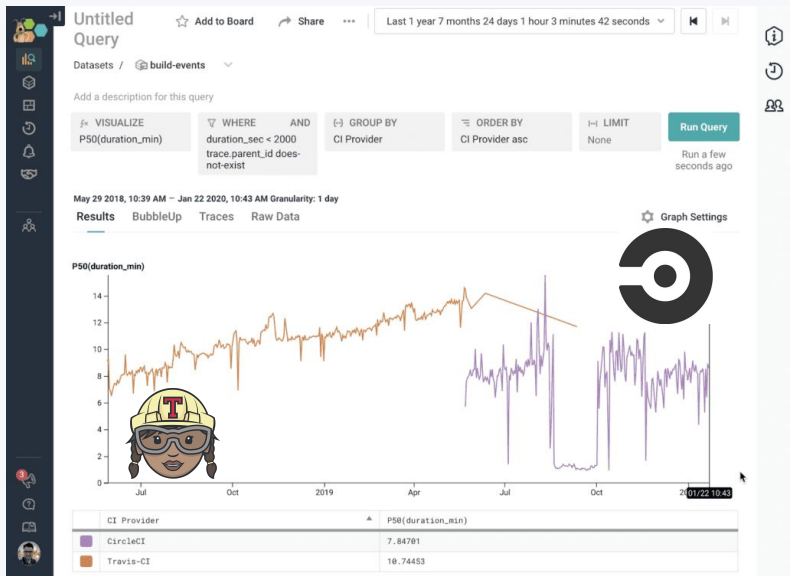 Untitled
Query
Add to Board
Share
Last 1 year 7 months 24 days 1 hour 3 minutes 42 seconds
Datasets / build-events
Add a description for this query
VISUALIZE
P50(duration_min)
WHERE AND
duration_sec < 2000
trace.parent_id does-
not-exist
GROUP BY
CI Provider
ORDER BY
CI Provider asc
LIMIT
None
Run Query
Run a few
seconds ago
May 29 2018, 10:39 AM – Jan 22 2020, 10:43 AM Granularity: 1 day
Results BubbleUp Traces Raw Data
Graph Settings
P50(duration_min)
14
12
10
8
6
4
2
0
Jul Oct 2019 Apr Jul Oct 01/22 10:43
T
3
CI Provider P50(duration_min)
CircleCI 7.84701
Travis-CI 10.74453